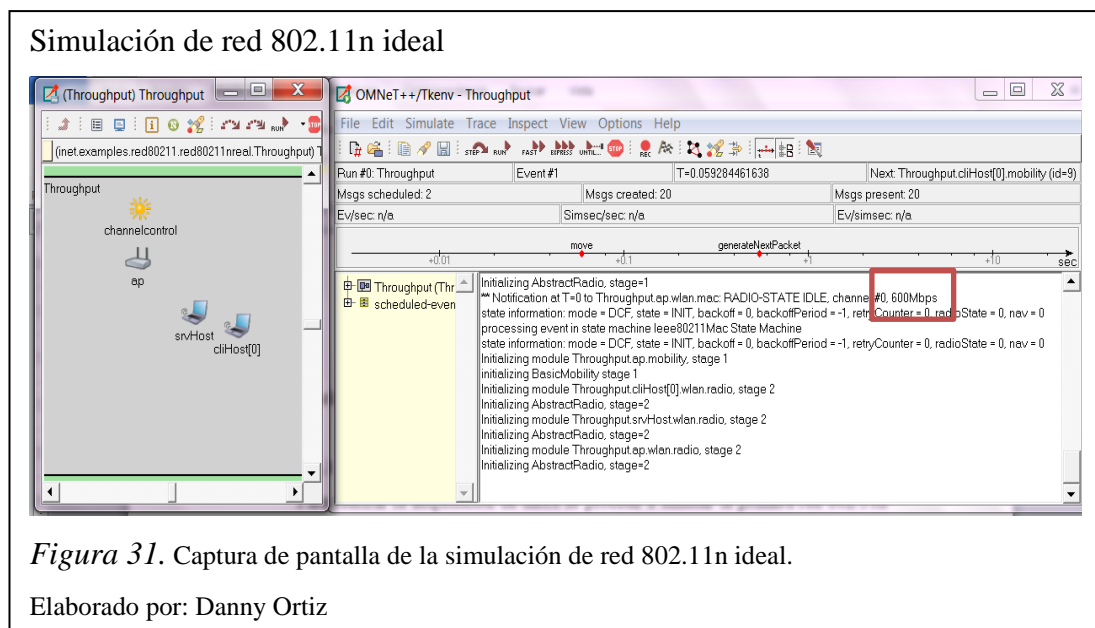 Simulación de red 802.11n ideal
(Throughput) Throughput
(inet.examples.red80211.red80211nreal.Throughput) T
Throughput
channelcontrol
ap
srvHost
cliHost[0]
OMNeT++/Tkenv - Throughput
File Edit Simulate Trace Inspect View Options Help
STEP RUN FAST EXPRESS UNTIL... STOP REC
Run #0: Throughput Event #1 T=0.059284461638 Next: Throughput.cliHost[0].mobility (id=9)
Msgs scheduled: 2 Msgs created: 20 Msgs present: 20
Ev/sec: n/a Simsec/sec: n/a Ev/simsec: n/a
move generateNextPacket
+0.01 +0.1 +1 +10 sec
Throughput (Thr
scheduled-even
Initializing AbstractRadio, stage=1
** Notification at T=0 to Throughput.ap.wlan.mac: RADIO-STATE IDLE, channel #0, 600Mbps
state information: mode = DCF, state = INIT, backoff = 0, backoffPeriod = -1, retryCounter = 0, radioState = 0, nav = 0
processing event in state machine Ieee80211Mac State Machine
state information: mode = DCF, state = INIT, backoff = 0, backoffPeriod = -1, retryCounter = 0, radioState = 0, nav = 0
Initializing module Throughput.ap.mobility, stage 1
initializing BasicMobility stage 1
Initializing module Throughput.cliHost[0].wlan.radio, stage 2
Initializing AbstractRadio, stage=2
Initializing module Throughput.srvHost.wlan.radio, stage 2
Initializing AbstractRadio, stage=2
Initializing module Throughput.ap.wlan.radio, stage 2
Initializing AbstractRadio, stage=2
Figura 31. Captura de pantalla de la simulación de red 802.11n ideal.
Elaborado por: Danny Ortiz